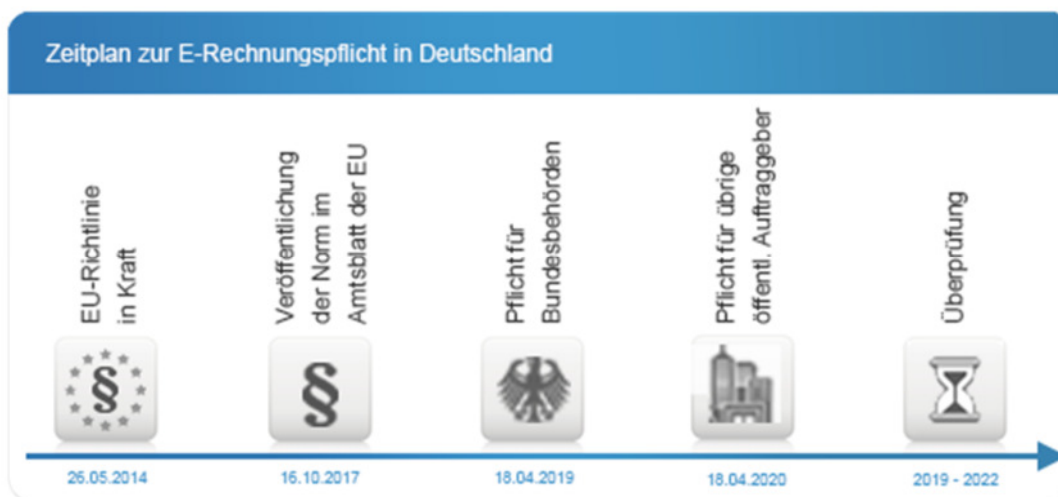 Zeitplan zur E-Rechnungspflicht in Deutschland
EU-Richtlinie
in Kraft
Veröffentlichung
der Norm im
Amtsblatt der EU
Pflicht für
Bundesbehörden
Pflicht für übrige
öffentl. Auftraggeber
Überprüfung
§
§
26.05.2014
16.10.2017
18.04.2019
18.04.2020
2019 - 2022